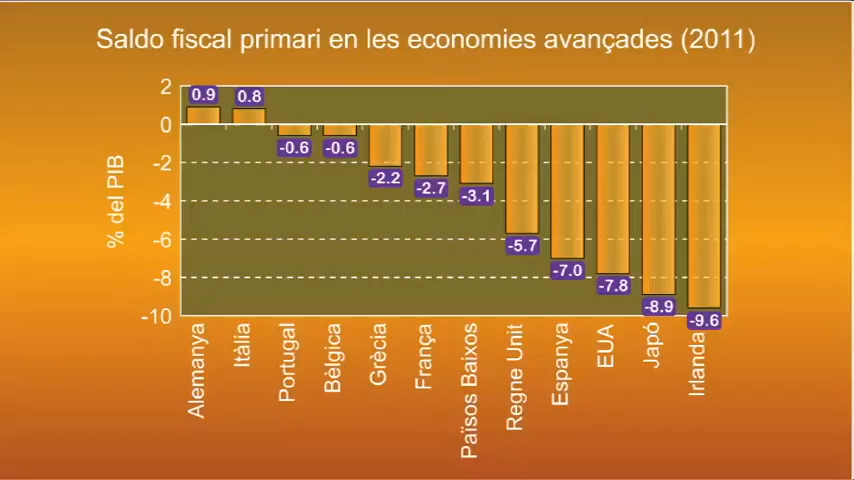 Saldo fiscal primari en les economies avançades (2011)
% del PIB
2
0
-2
-4
-6
-8
-10
0.9
0.8
-0.6
-0.6
-2.2
-2.7
-3.1
-5.7
-7.0
-7.8
-8.9
-9.6
Alemanya
Itàlia
Portugal
Bèlgica
Grècia
França
Països Baixos
Regne Unit
Espanya
EUA
Japó
Irlanda